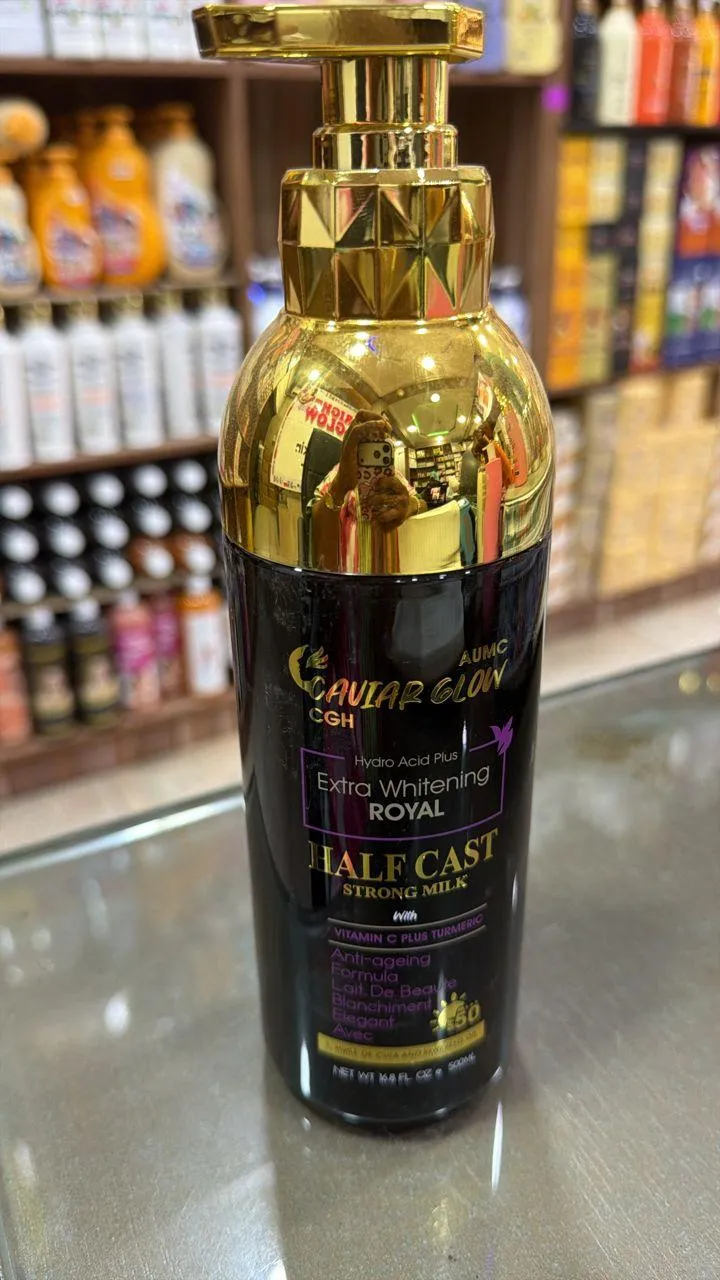 AUMC
CAVIAR GLOW
CGH
Hydro Acid Plus
Extra Whitening
ROYAL
HALF CAST
STRONG MILK
With
VITAMIN C PLUS TURMERIC
Anti-ageing
Formula
Lait De Beaute
Blanchiment
Elegant
Avec
50
NET WT 16.8 FL. OZ e 500ML